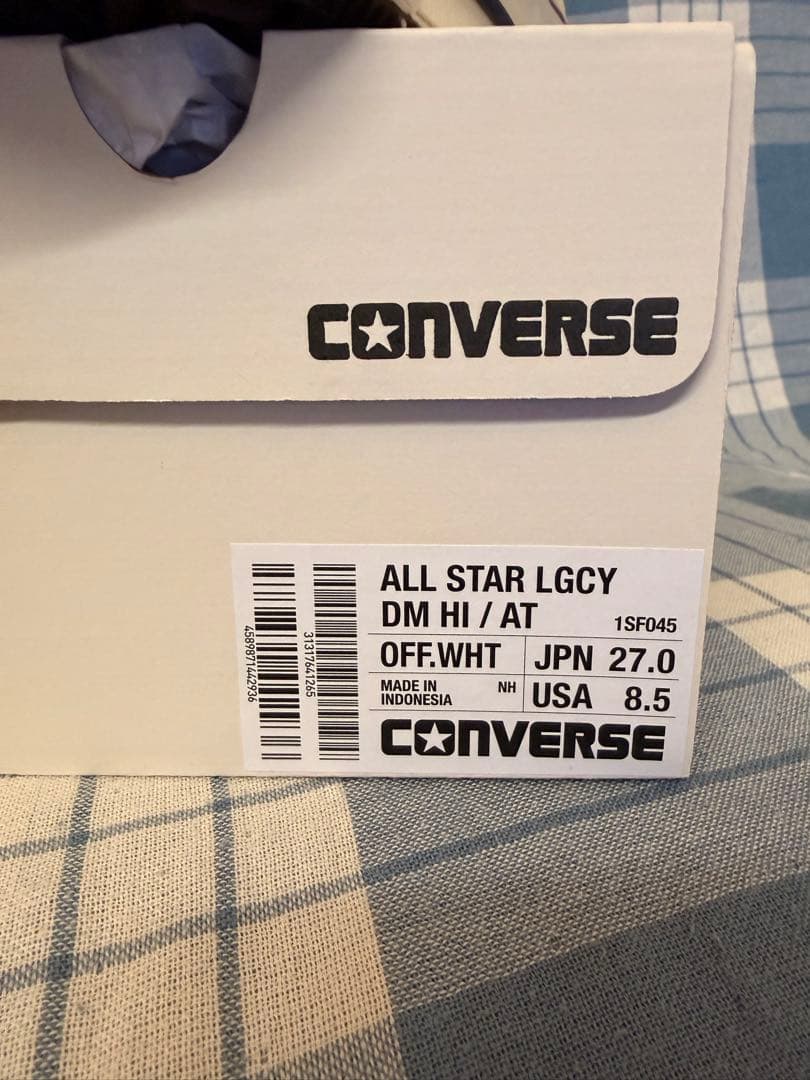 CONVERSE
ALL STAR LGCY
DM HI / AT
1SF045
OFF.WHT
JPN 27.0
MADE IN
INDONESIA
NH
USA 8.5
CONVERSE
4589871442936
31317641265